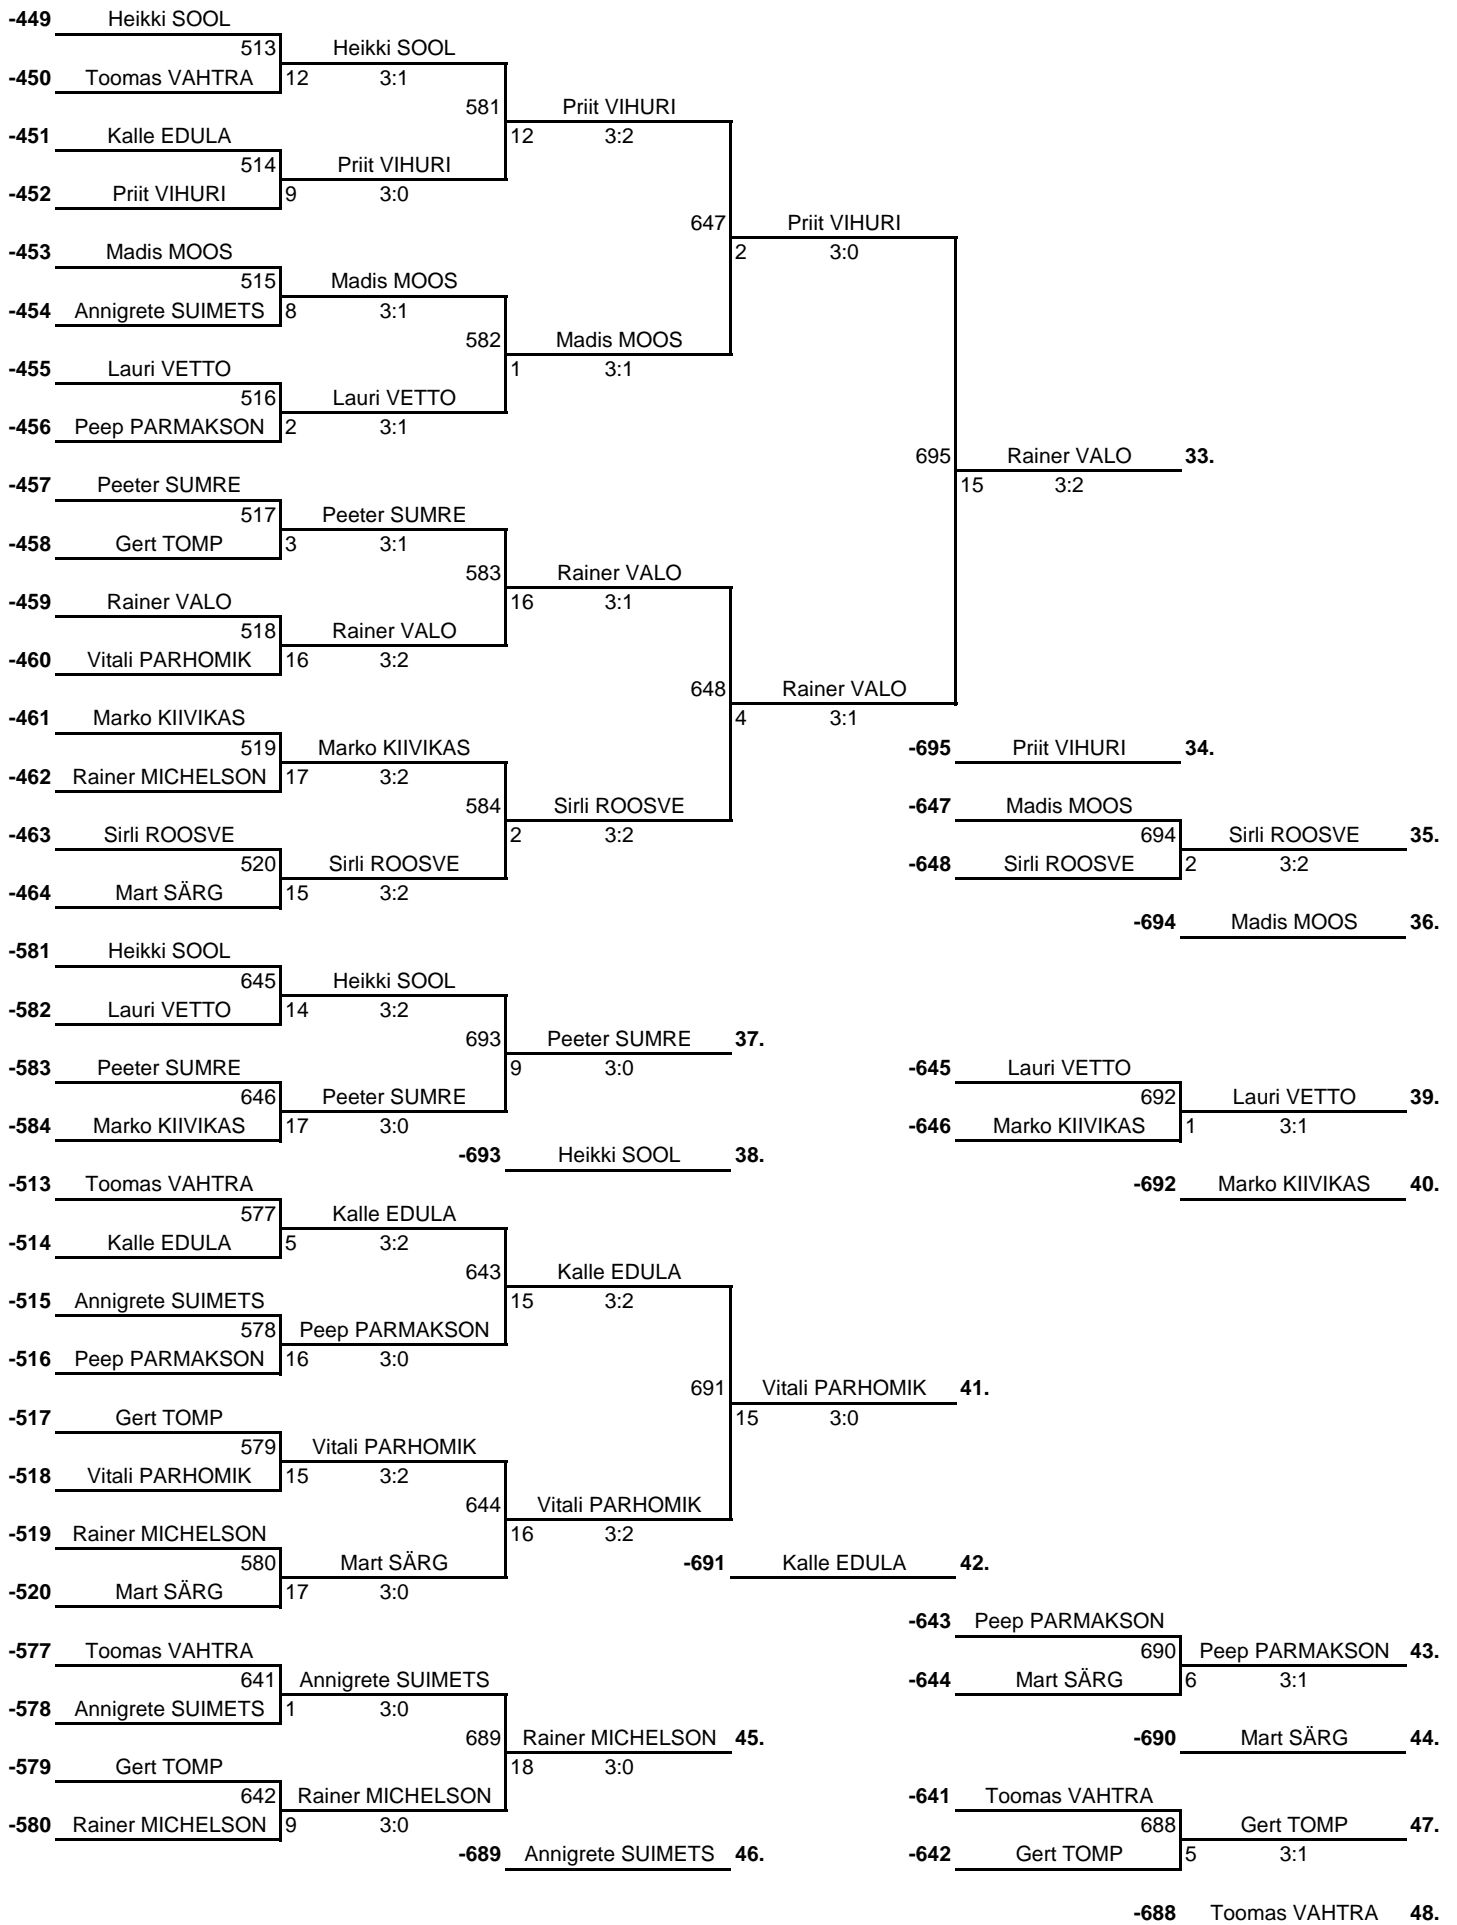 -449 Heikki SOOL
513 Heikki SOOL
-450 Toomas VAHTRA 12 3:1
581 Priit VIHURI
-451 Kalle EDULA 12 3:2
514 Priit VIHURI
-452 Priit VIHURI 9 3:0
647 Priit VIHURI
-453 Madis MOOS 2 3:0
515 Madis MOOS
-454 Annigrete SUIMETS 8 3:1
582 Madis MOOS
-455 Lauri VETTO 1 3:1
516 Lauri VETTO
-456 Peep PARMAKSON 2 3:1
695 Rainer VALO 33.
-457 Peeter SUMRE 15 3:2
517 Peeter SUMRE
-458 Gert TOMP 3 3:1
583 Rainer VALO
-459 Rainer VALO 16 3:1
518 Rainer VALO
-460 Vitali PARHOMIK 16 3:2
648 Rainer VALO
-461 Marko KIIVIKAS 4 3:1
519 Marko KIIVIKAS -695 Priit VIHURI 34.
-462 Rainer MICHELSON 17 3:2
584 Sirli ROOSVE -647 Madis MOOS
-463 Sirli ROOSVE 2 3:2 694 Sirli ROOSVE 35.
520 Sirli ROOSVE -648 Sirli ROOSVE 2 3:2
-464 Mart SÄRG 15 3:2
-694 Madis MOOS 36.
-581 Heikki SOOL
645 Heikki SOOL
-582 Lauri VETTO 14 3:2
693 Peeter SUMRE 37.
-583 Peeter SUMRE 9 3:0 -645 Lauri VETTO
646 Peeter SUMRE 692 Lauri VETTO 39.
-584 Marko KIIVIKAS 17 3:0 -646 Marko KIIVIKAS 1 3:1
-693 Heikki SOOL 38.
-513 Toomas VAHTRA -692 Marko KIIVIKAS 40.
577 Kalle EDULA
-514 Kalle EDULA 5 3:2
643 Kalle EDULA
-515 Annigrete SUIMETS 15 3:2
578 Peep PARMAKSON
-516 Peep PARMAKSON 16 3:0
691 Vitali PARHOMIK 41.
-517 Gert TOMP 15 3:0
579 Vitali PARHOMIK
-518 Vitali PARHOMIK 15 3:2
644 Vitali PARHOMIK
-519 Rainer MICHELSON 16 3:2
580 Mart SÄRG -691 Kalle EDULA 42.
-520 Mart SÄRG 17 3:0
-643 Peep PARMAKSON
-577 Toomas VAHTRA 690 Peep PARMAKSON 43.
641 Annigrete SUIMETS -644 Mart SÄRG 6 3:1
-578 Annigrete SUIMETS 1 3:0
689 Rainer MICHELSON 45. -690 Mart SÄRG 44.
-579 Gert TOMP 18 3:0
642 Rainer MICHELSON -641 Toomas VAHTRA
-580 Rainer MICHELSON 9 3:0 688 Gert TOMP 47.
-689 Annigrete SUIMETS 46. -642 Gert TOMP 5 3:1
-688 Toomas VAHTRA 48.